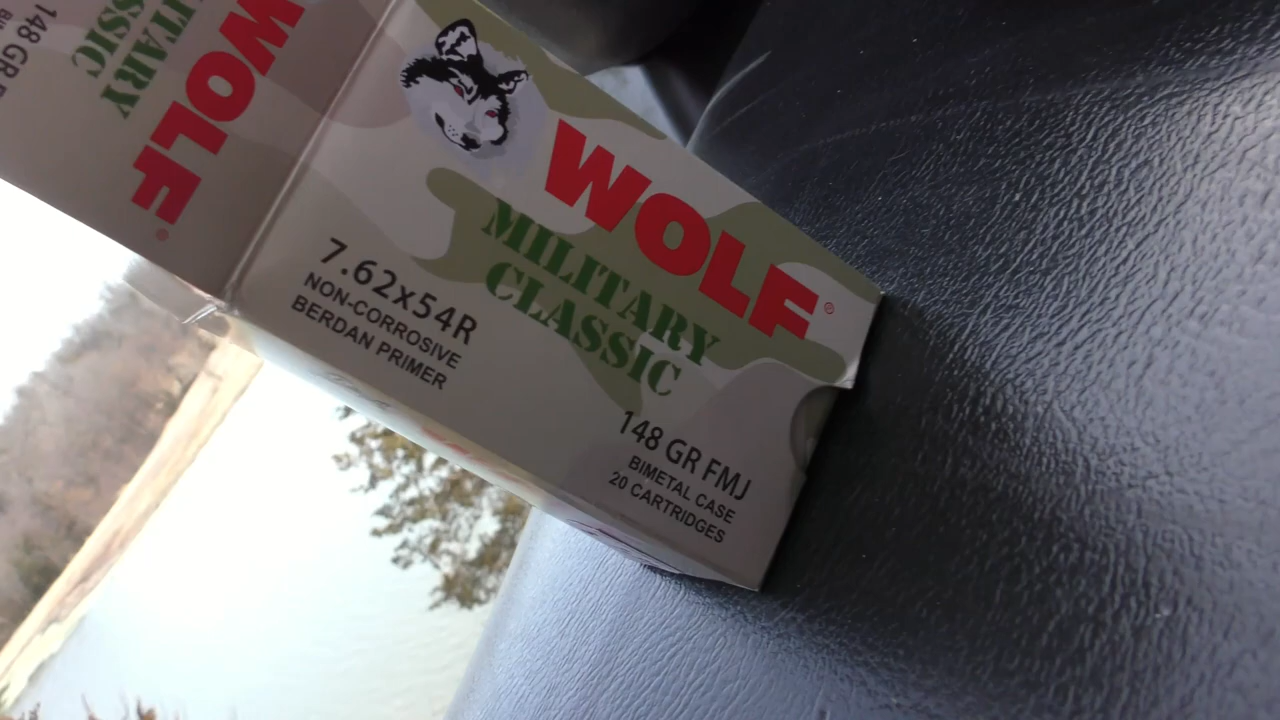 WOLF®
MILITARY
CLASSIC
7.62x54R
NON-CORROSIVE
BERDAN PRIMER
148 GR FMJ
BIMETAL CASE
20 CARTRIDGES
WOLF®
MILITARY
CLASSIC
148 GR